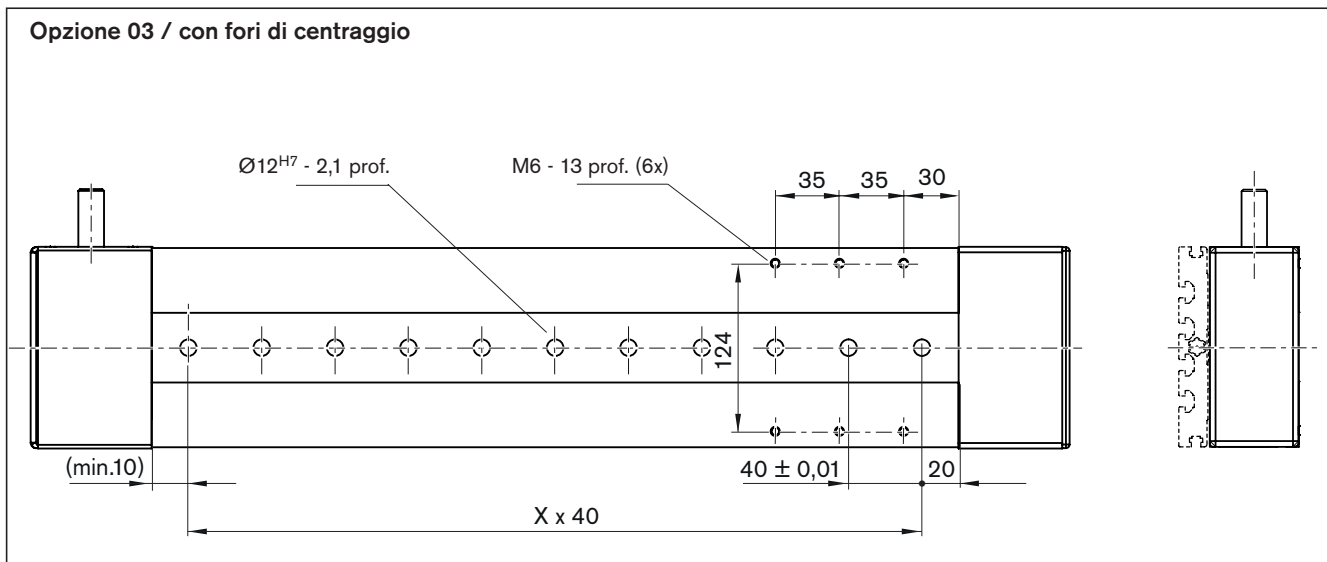 Opzione 03 / con fori di centraggio
Ø12H7 - 2,1 prof.
M6 - 13 prof. (6x)
35
35
30
124
(min.10)
40 ± 0,01
20
X x 40